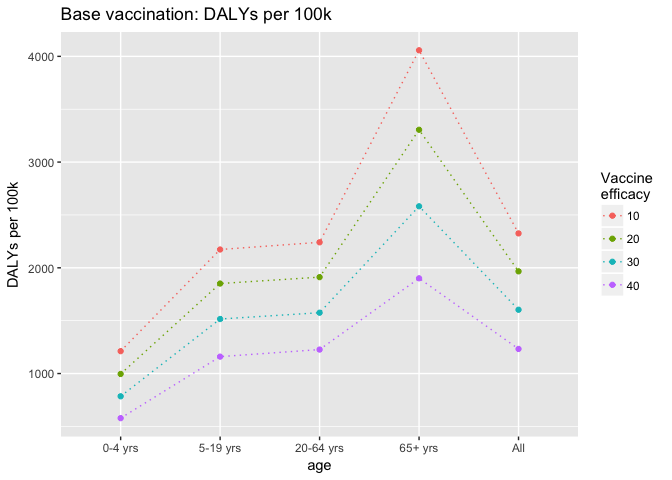 Base vaccination: DALYs per 100k
DALYs per 100k
4000
3000
2000
1000
0-4 yrs
5-19 yrs
20-64 yrs
65+ yrs
All
age
Vaccine
efficacy
10
20
30
40